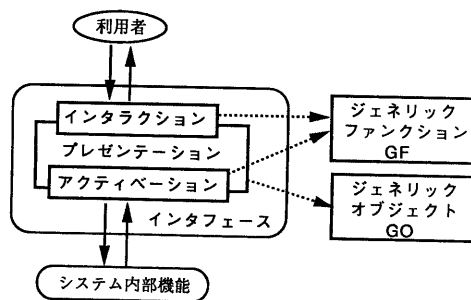 利用者
インタラクション
プレゼンテーション
アクティベーション
インタフェース
システム内部機能
ジェネリック
ファンクション
GF
ジェネリック
オブジェクト
GO